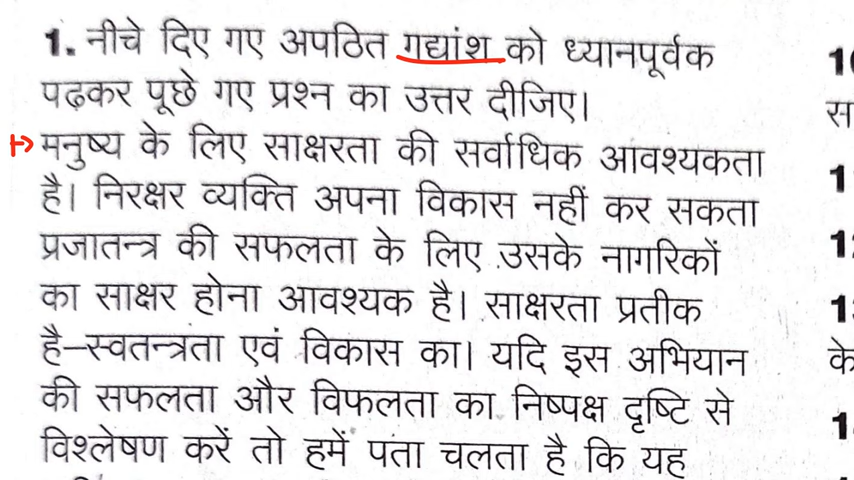 1. नीचे दिए गए अपठित गद्यांश को ध्यानपूर्वक
पढ़कर पूछे गए प्रश्न का उत्तर दीजिए।
मनुष्य के लिए साक्षरता की सर्वाधिक आवश्यकता
है। निरक्षर व्यक्ति अपना विकास नहीं कर सकता
प्रजातन्त्र की सफलता के लिए उसके नागरिकों
का साक्षर होना आवश्यक है। साक्षरता प्रतीक
है–स्वतन्त्रता एवं विकास का। यदि इस अभियान
की सफलता और विफलता का निष्पक्ष दृष्टि से
विश्लेषण करें तो हमें पता चलता है कि यह
स
के